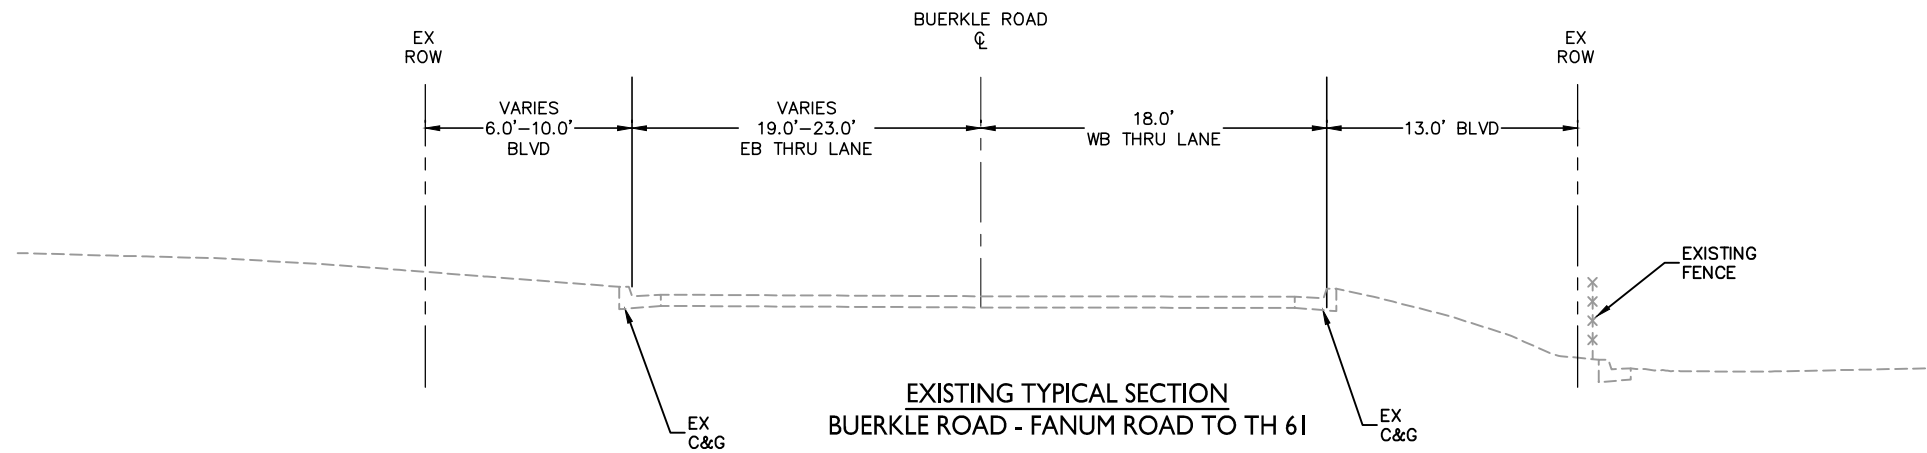 BUERKLE ROAD
℄
EX
ROW
EX
ROW
VARIES
6.0'-10.0'
BLVD
VARIES
19.0'-23.0'
EB THRU LANE
18.0'
WB THRU LANE
13.0' BLVD
EXISTING
FENCE
EX
C&G
EX
C&G
EXISTING TYPICAL SECTION
BUERKLE ROAD - FANUM ROAD TO TH 61